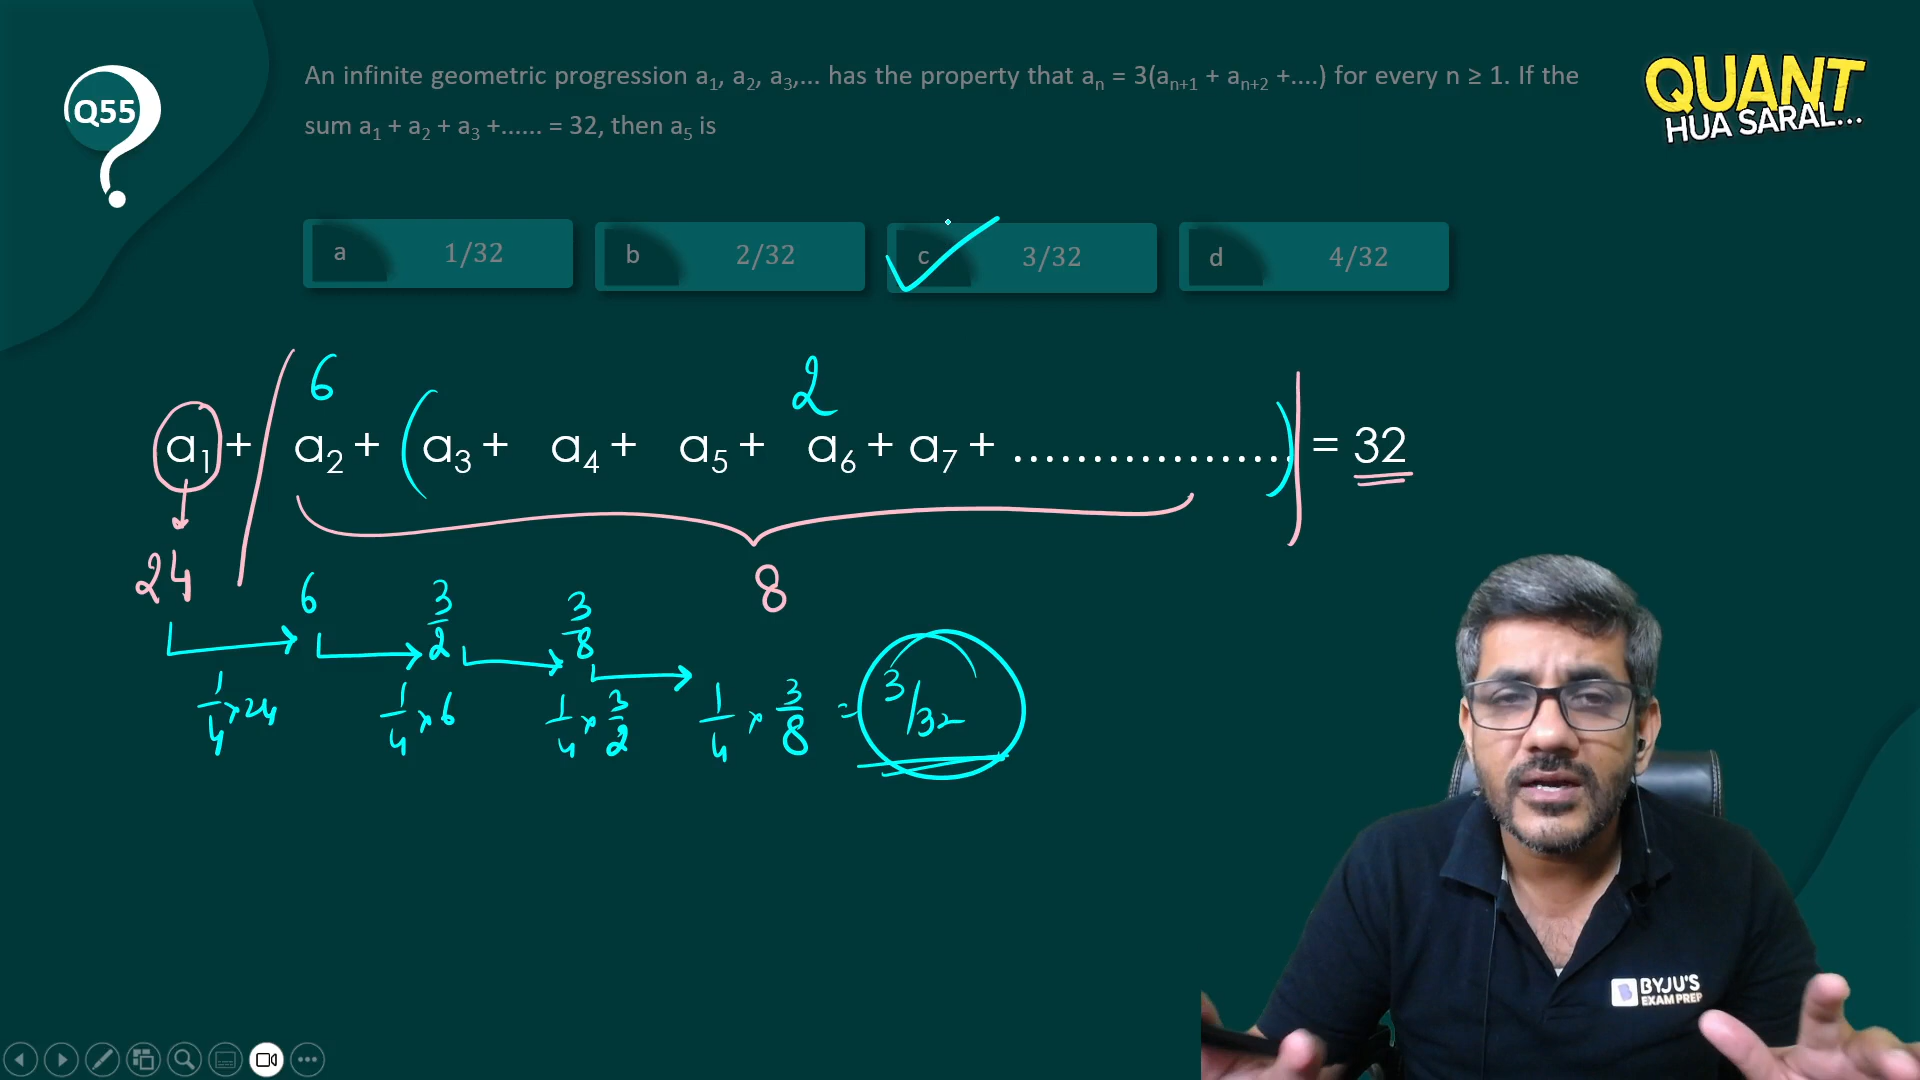 Q55
An infinite geometric progression a₁, a₂, a₃,... has the property that aₙ = 3(aₙ₊₁ + aₙ₊₂ +....) for every n ≥ 1. If the
sum a₁ + a₂ + a₃ +...... = 32, then a₅ is
QUANT
HUA SARAL...
a 1/32
b 2/32
c 3/32
d 4/32
6 2
a₁ + a₂ + ( a₃ + a₄ + a₅ + a₆ + a₇ + ................. ) = 32
24 8
6 3/2 3/8
1/4 × 24 1/4 × 6 1/4 × 3/2 1/4 × 3/8 = 3/32
BYJU'S
EXAM PREP